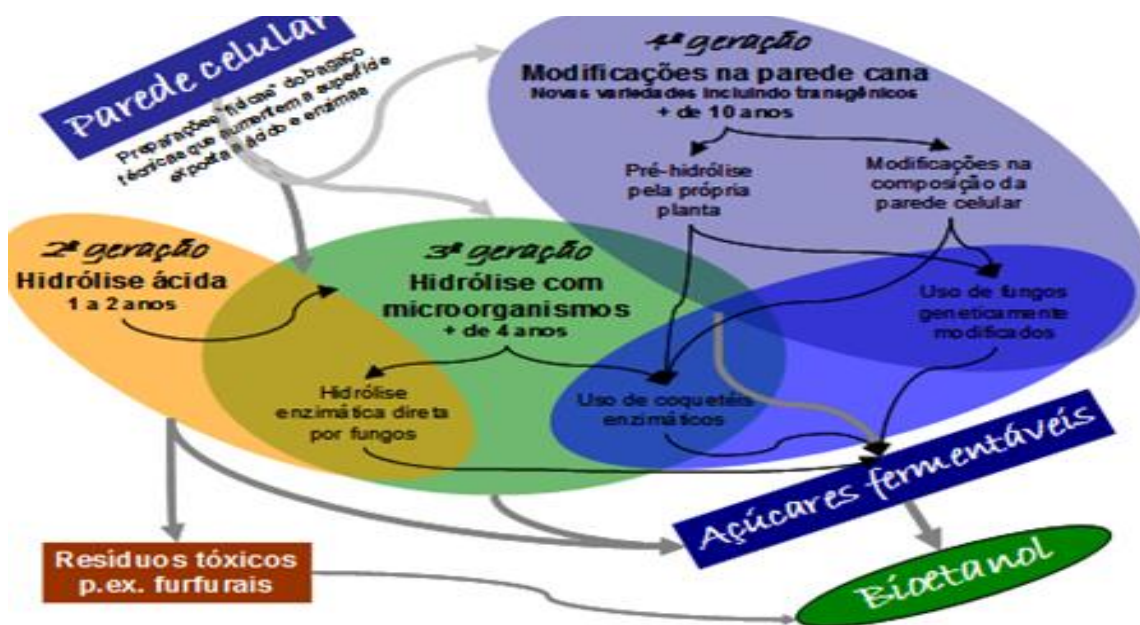 Parede celular
Preparações "físicas" do bagaço
técnicas que aumentem a superfície
exposta a ácido e enzimas
4ª geração
Modificações na parede cana
Novas variedades incluindo transgênicos
+ de 10 anos
Pré-hidrólise
pela própria
planta
Modificações na
composição da
parede celular
2ª geração
Hidrólise ácida
1 a 2 anos
3ª geração
Hidrólise com
microorganismos
+ de 4 anos
Uso de fungos
geneticamente
modificados
Hidrólise
enzimática direta
por fungos
Uso de coquetéis
enzimáticos
Açúcares fermentáveís
Resíduos tóxicos
p.ex. furfurais
Bioetanol